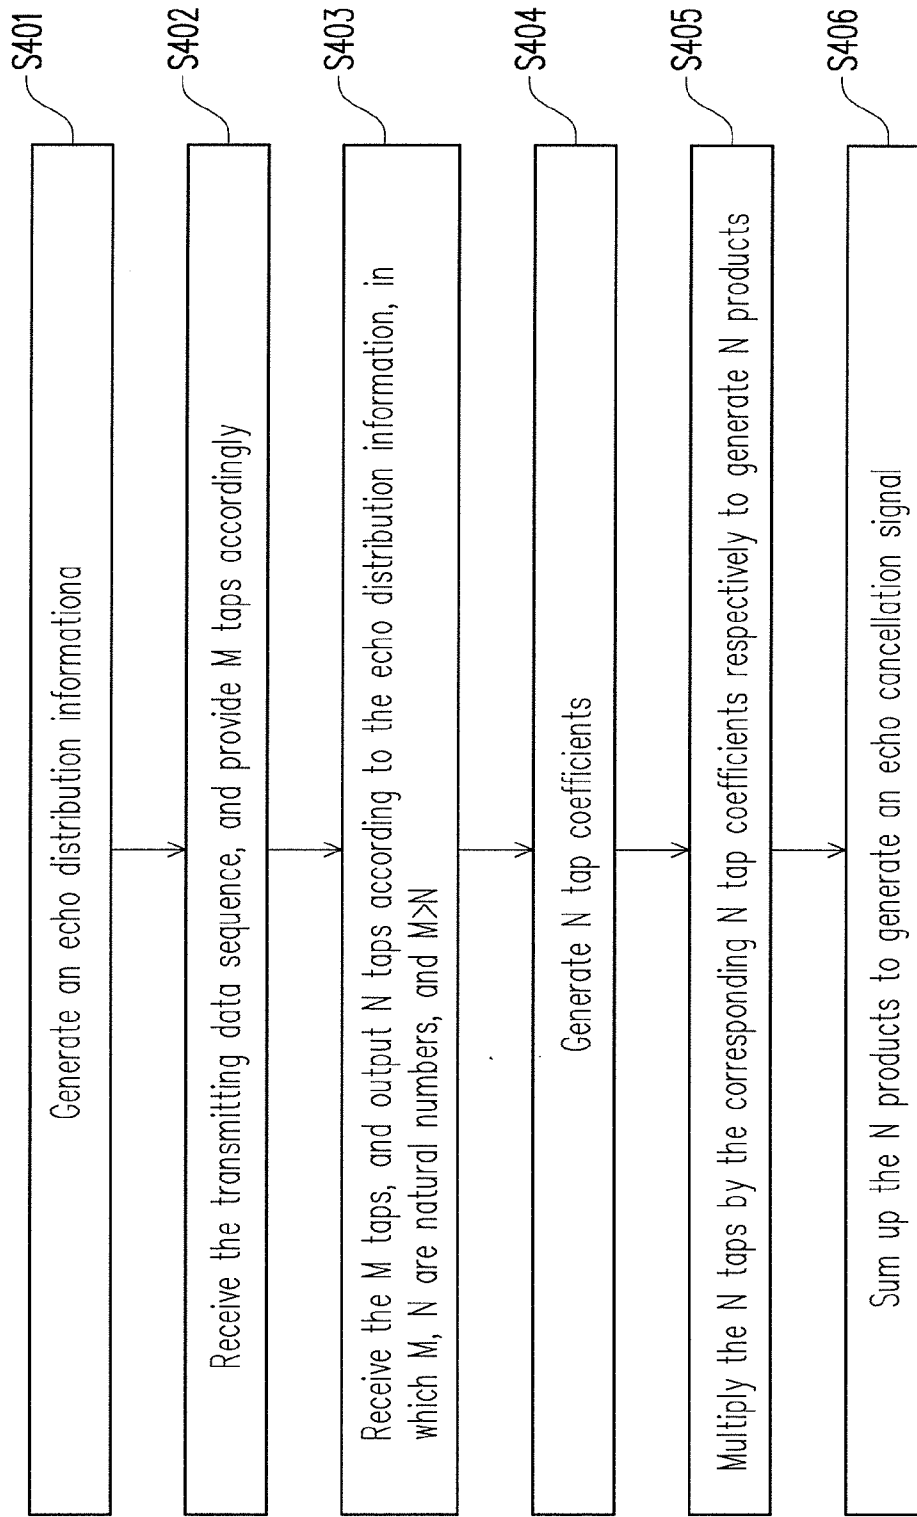 S401
Generate an echo distribution informationa
S402
Receive the transmitting data sequence, and provide M taps accordingly
S403
Receive the M taps, and output N taps according to the echo distribution information, in
which M, N are natural numbers, and M>N
S404
Generate N tap coefficients
S405
Multiply the N taps by the corresponding N tap coefficients respectively to generate N products
S406
Sum up the N products to generate an echo cancellation signal